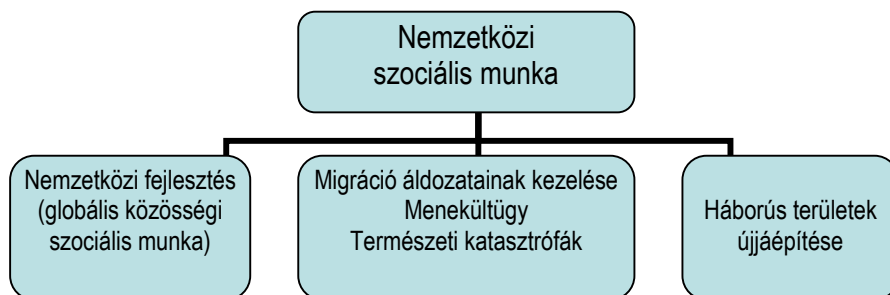 Nemzetközi
szociális munka
Nemzetközi fejlesztés
(globális közösségi
szociális munka)
Migráció áldozatainak kezelése
Menekültügy
Természeti katasztrófák
Háborús területek
újjáépítése